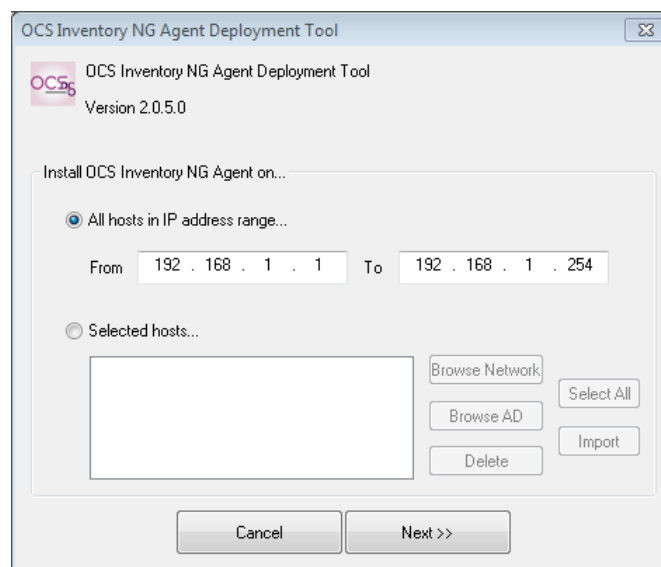 OCS Inventory NG Agent Deployment Tool
OCS Inventory NG Agent Deployment Tool
Version 2.0.5.0
Install OCS Inventory NG Agent on...
All hosts in IP address range...
From 192 . 168 . 1 . 1 To 192 . 168 . 1 . 254
Selected hosts...
Browse Network
Select All
Browse AD
Import
Delete
Cancel Next >>